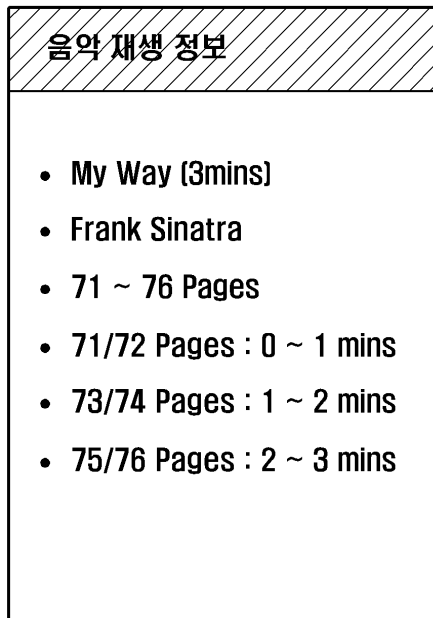 음악 재생 정보
• My Way (3mins)
• Frank Sinatra
• 71 ~ 76 Pages
• 71/72 Pages : 0 ~ 1 mins
• 73/74 Pages : 1 ~ 2 mins
• 75/76 Pages : 2 ~ 3 mins